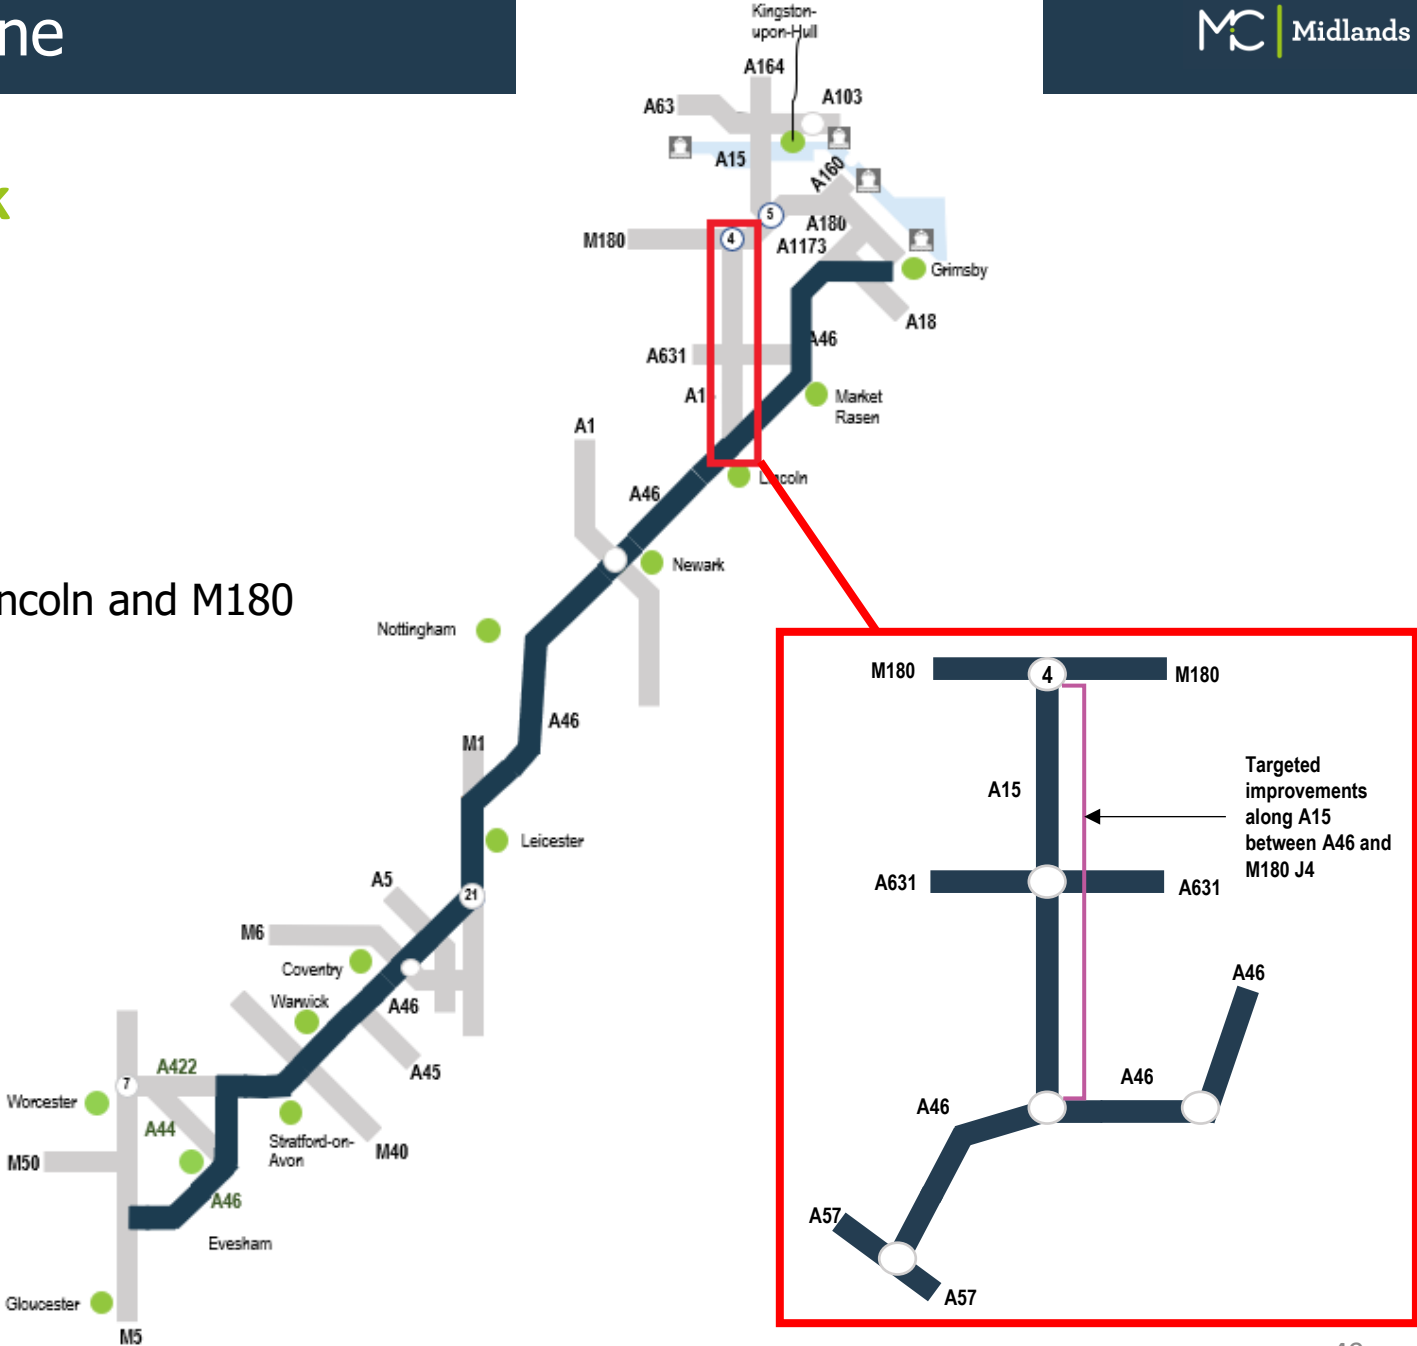 ne
MiC Midlands
Kingston-
upon-Hull
A164
A63
A103
A15
A160
5
A180
M180
4
A1173
Grimsby
A18
A46
A631
A1
Market
Rasen
A1
Lincoln
A46
Newark
ncoln and M180
Nottingham
A46
M1
Leicester
A5
21
M6
Coventry
Warwick
A46
A45
A422
7
Worcester
A44
Stratford-on-
Avon
M40
M50
A46
Evesham
Gloucester
M5
M180
4
M180
Targeted
improvements
along A15
between A46 and
M180 J4
A15
A631
A631
A46
A46
A46
A57
A57